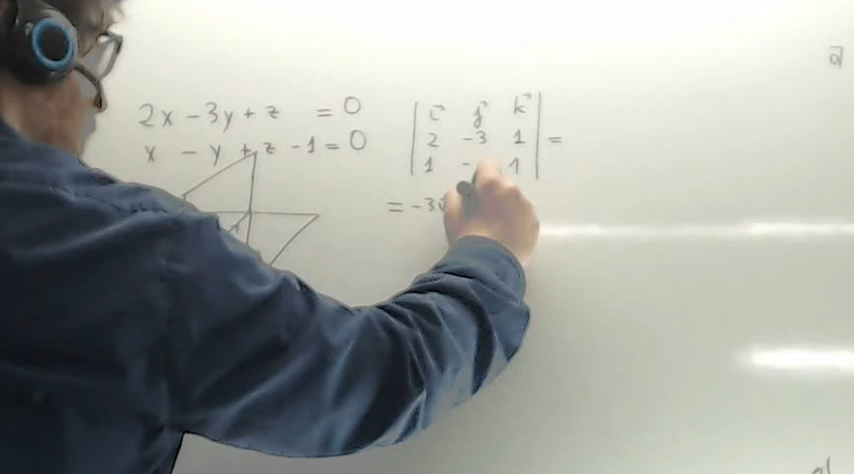 2x - 3y + z = 0
x - y + z - 1 = 0
i⃗ j⃗ k⃗
2 -3 1 =
1 - 1
= -3